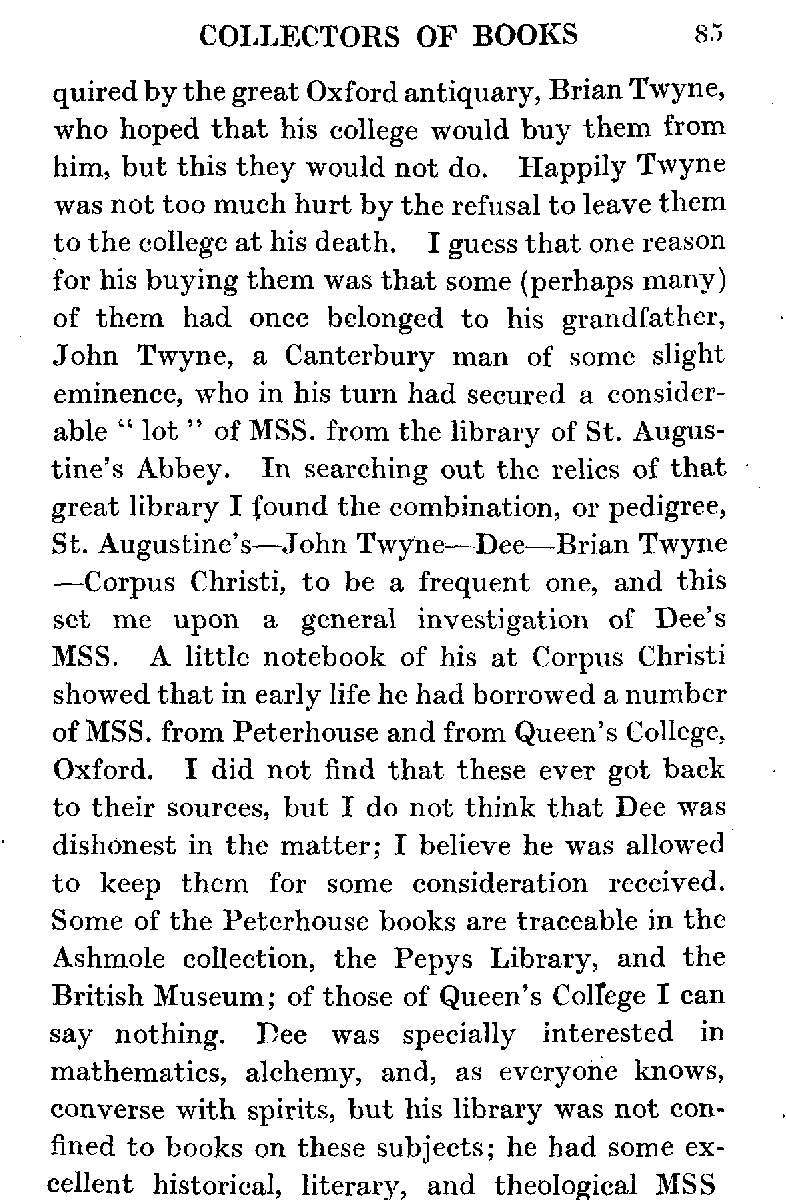 COLLECTORS OF BOOKS 85
quired by the great Oxford antiquary, Brian Twyne,
who hoped that his college would buy them from
him, but this they would not do. Happily Twyne
was not too much hurt by the refusal to leave them
to the college at his death. I guess that one reason
for his buying them was that some (perhaps many)
of them had once belonged to his grandfather,
John Twyne, a Canterbury man of some slight
eminence, who in his turn had secured a consider-
able “ lot ” of MSS. from the library of St. Augus-
tine's Abbey. In searching out the relics of that
great library I found the combination, or pedigree,
St. Augustine's—John Twyne—Dee—Brian Twyne
—Corpus Christi, to be a frequent one, and this
set me upon a general investigation of Dee's
MSS. A little notebook of his at Corpus Christi
showed that in early life he had borrowed a number
of MSS. from Peterhouse and from Queen's College,
Oxford. I did not find that these ever got back
to their sources, but I do not think that Dee was
dishonest in the matter; I believe he was allowed
to keep them for some consideration received.
Some of the Peterhouse books are traceable in the
Ashmole collection, the Pepys Library, and the
British Museum; of those of Queen's College I can
say nothing. Dee was specially interested in
mathematics, alchemy, and, as everyone knows,
converse with spirits, but his library was not con-
fined to books on these subjects; he had some ex-
cellent historical, literary, and theological MSS